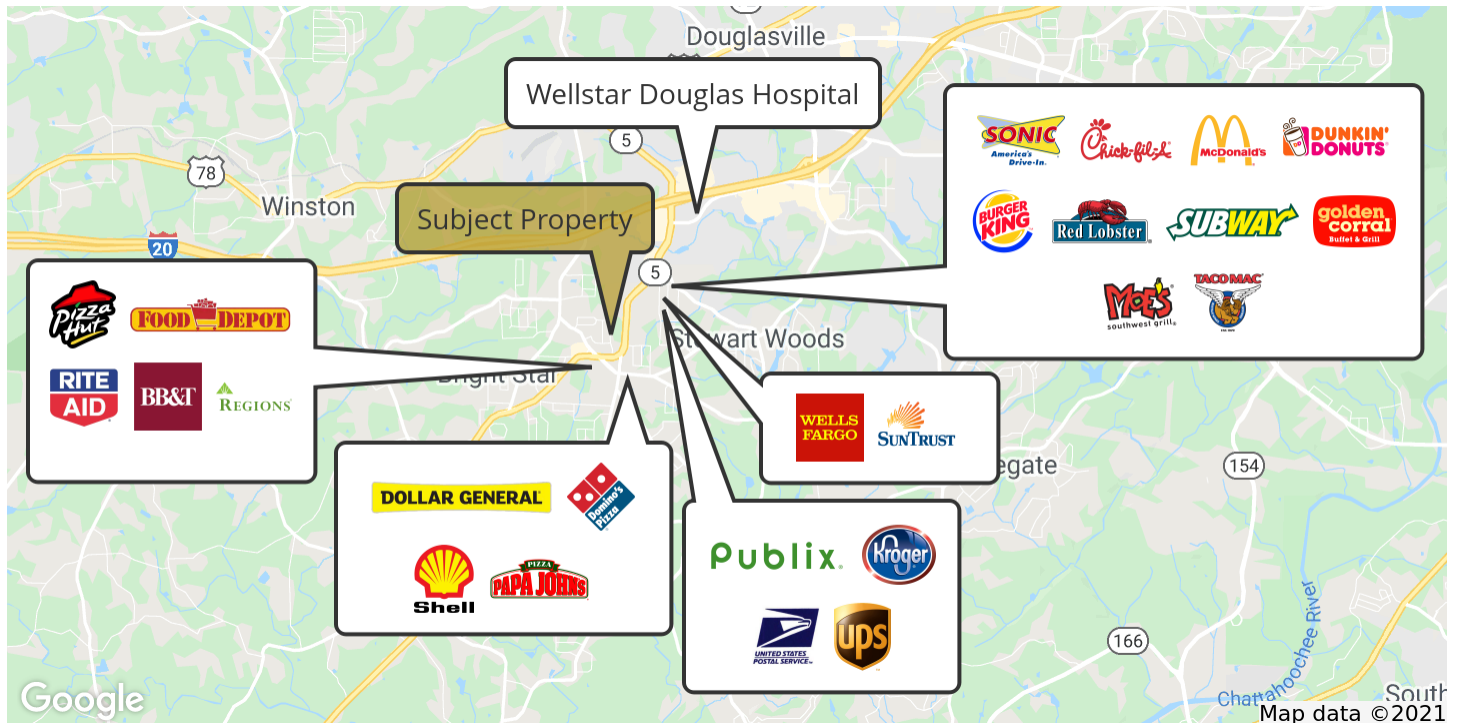 Douglasville
Wellstar Douglas Hospital
5
78
Winston
Subject Property
20
5
SONIC
America's
Drive-In.
Chick-fil-A
McDonald's
DUNKIN'
DONUTS
BURGER
KING
Red Lobster
SUBWAY
golden
corral
Buffet & Grill
MOE'S
southwest grill
TACO MAC
Pizza
Hut
FOOD DEPOT
RITE
AID
BB&T
REGIONS
Stewart Woods
Bright Star
WELLS
FARGO
SUNTRUST
egate
154
DOLLAR GENERAL
Domino's
Pizza
Shell
PIZZA
PAPA JOHNS
Publix
Kroger
UNITED STATES
POSTAL SERVICE
ups
166
Chattahoochee River
South
Google
Map data ©2021